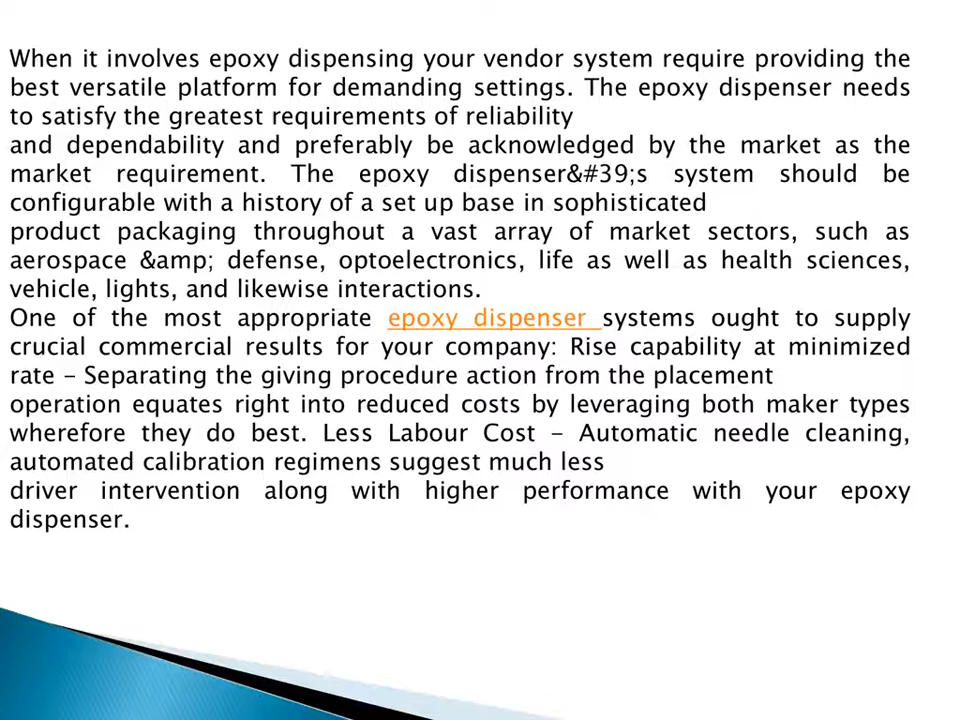 When it involves epoxy dispensing your vendor system require providing the
best versatile platform for demanding settings. The epoxy dispenser needs
to satisfy the greatest requirements of reliability
and dependability and preferably be acknowledged by the market as the
market requirement. The epoxy dispenser&#39;s system should be
configurable with a history of a set up base in sophisticated
product packaging throughout a vast array of market sectors, such as
aerospace &amp; defense, optoelectronics, life as well as health sciences,
vehicle, lights, and likewise interactions.
One of the most appropriate epoxy dispenser systems ought to supply
crucial commercial results for your company: Rise capability at minimized
rate – Separating the giving procedure action from the placement
operation equates right into reduced costs by leveraging both maker types
wherefore they do best. Less Labour Cost – Automatic needle cleaning,
automated calibration regimens suggest much less
driver intervention along with higher performance with your epoxy
dispenser.